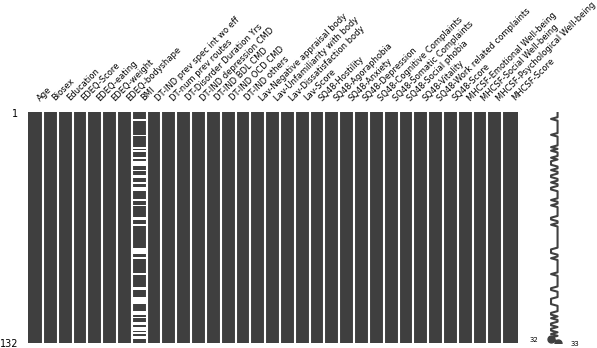 Age
Biosex
Education
EDEQ-Score
EDEQ-eating
EDEQ-weight
EDEQ-bodyshape
BMI
DT-IND prev spec int wo eff
DT-num prev routes
DT-Disorder Duration Yrs
DT-IND depression CMD
DT-IND BDL CMD
DT-IND OCD CMD
DT-IND others
Lav-Negative appraisal body
Lav-Unfamiliarity with body
Lav-Dissatisfaction body
Lav-Score
SQ48-Hostility
SQ48-Agoraphobia
SQ48-Anxiety
SQ48-Depression
SQ48-Cognitive Complaints
SQ48-Somatic Complaints
SQ48-Social phobia
SQ48-Vitality
SQ48-Work related complaints
SQ48-Score
MHCSF-Emotional Well-being
MHCSF-Social Well-being
MHCSF-Psychological Well-being
MHCSF-Score
1
132
32
33